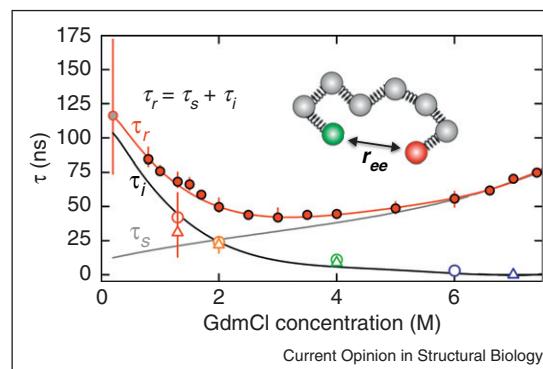 175
150
125
100
75
50
25
0
τ (ns)
τr = τs + τi
τr
τi
τs
ree
0
2
4
6
GdmCl concentration (M)
Current Opinion in Structural Biology